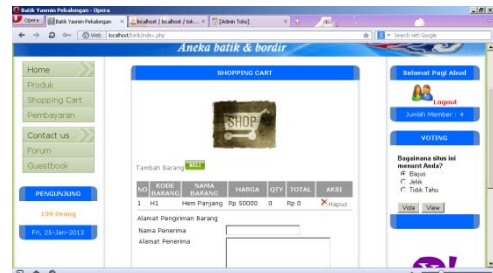 Batik Yasmin Pekalongan - Opera
Opera
Batik Yasmin Pekalongan
localhost / localhost / tok...
[Admin Toko]
Web
localhost/tmk/index.php
Search with Google
Aneka batik & bordir
Home
Produk
Shopping Cart
Pembayaran
Contact us
Forum
Guestbook
PENGUNJUNG
139 Orang
Fri, 25-Jan-2013
SHOPPING CART
SHOP
Tambah Barang BELI
NO KODE BARANG NAMA BARANG HARGA QTY TOTAL AKSI
1 H1 Hem Panjang Rp 50000 0 Rp 0 Hapus
Alamat Pengiriman Barang
Nama Penerima
Alamat Penerima
Selamat Pagi Abud
Logout
Jumlah Member : 4
VOTING
Bagaimana situs ini menurut Anda?
Bagus
Jelek
Tidak Tahu
Vote View